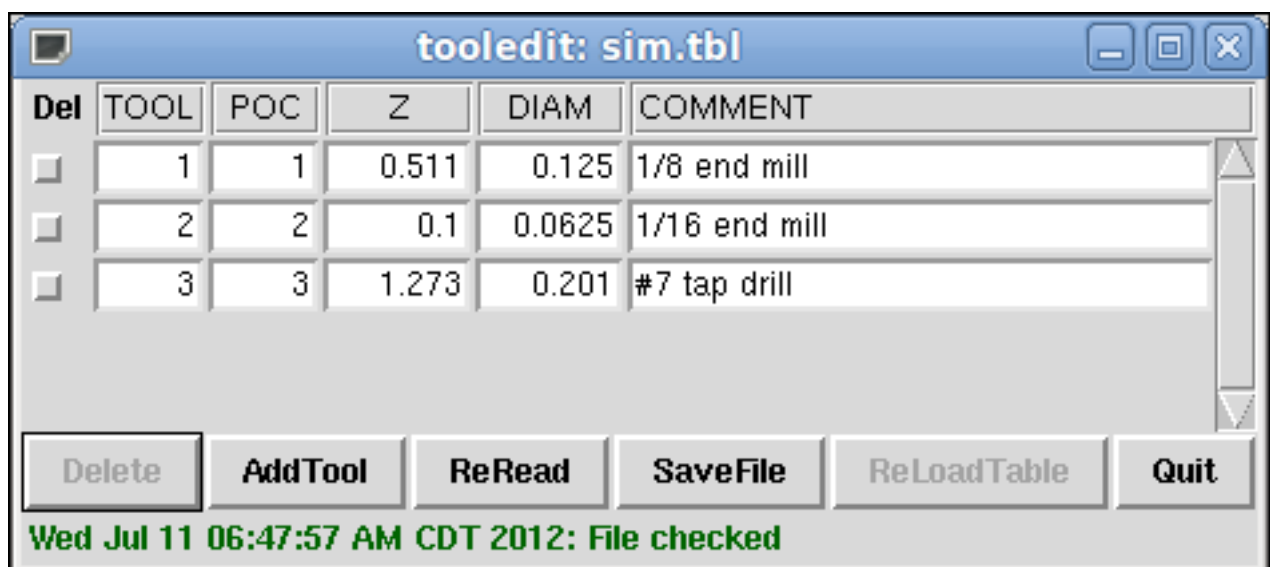 tooledit: sim.tbl
Del TOOL POC Z DIAM COMMENT
1 1 0.511 0.125 1/8 end mill
2 2 0.1 0.0625 1/16 end mill
3 3 1.273 0.201 #7 tap drill
Delete AddTool ReRead SaveFile ReLoadTable Quit
Wed Jul 11 06:47:57 AM CDT 2012: File checked